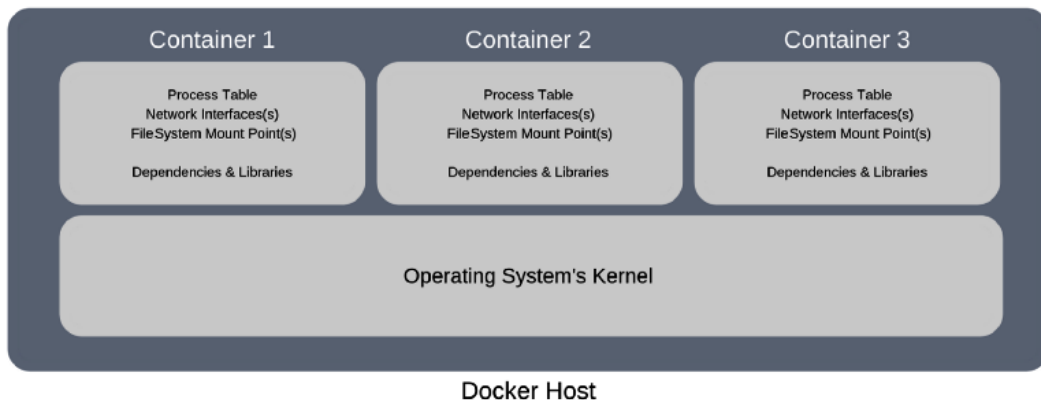 Container 1
Container 2
Container 3
Process Table
Network Interfaces(s)
FileSystem Mount Point(s)
Dependencies & Libraries
Process Table
Network Interfaces(s)
FileSystem Mount Point(s)
Dependencies & Libraries
Process Table
Network Interfaces(s)
FileSystem Mount Point(s)
Dependencies & Libraries
Operating System's Kernel
Docker Host